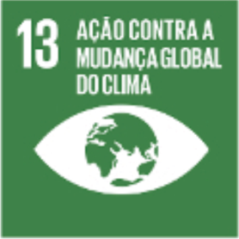 13 AÇÃO CONTRA A
MUDANÇA GLOBAL
DO CLIMA